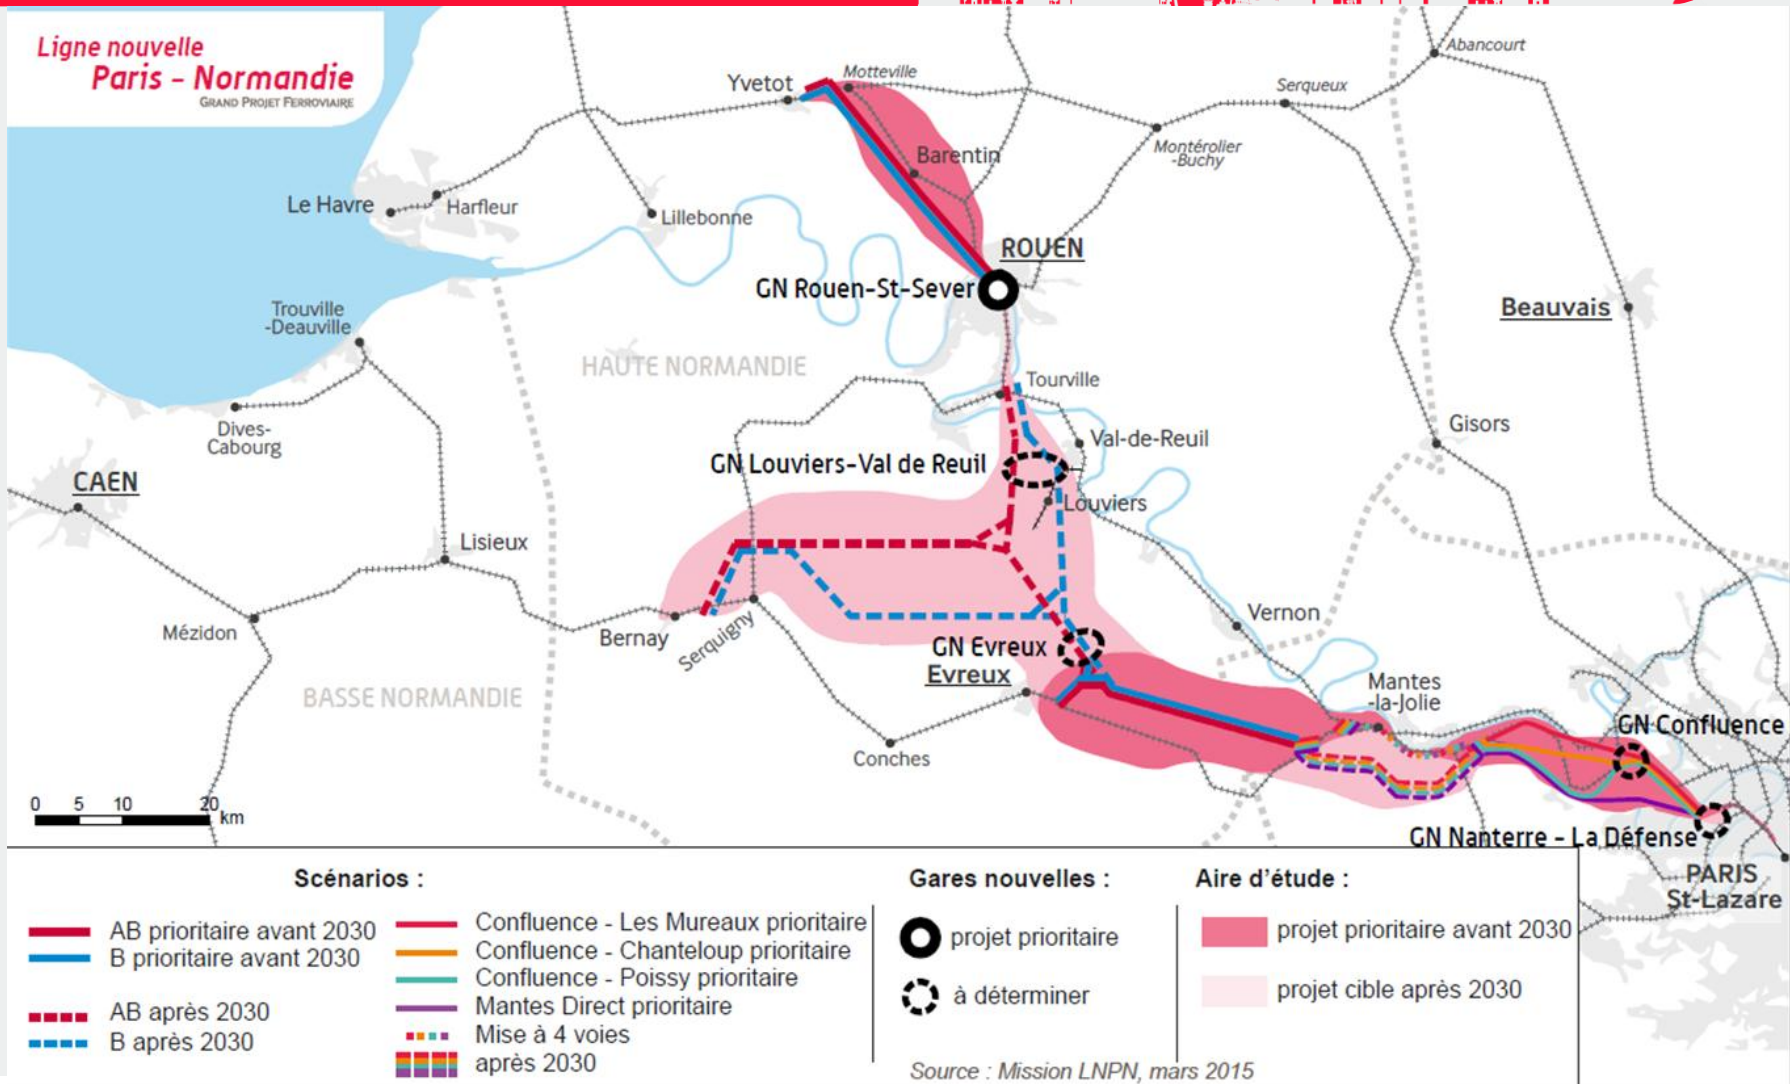 Ligne nouvelle
Paris - Normandie
GRAND PROJET FERROVIAIRE
Abancourt
Motteville
Yvetot
Serqueux
Montérolier
-Buchy
Barentin
Le Havre
Harfleur
Lillebonne
ROUEN
GN Rouen-St-Sever
Beauvais
Trouville
-Deauville
HAUTE NORMANDIE
Tourville
Dives-
Cabourg
Gisors
Val-de-Reuil
GN Louviers-Val de Reuil
CAEN
Louviers
Lisieux
Vernon
Mézidon
Bernay
Serquigny
GN Evreux
Evreux
BASSE NORMANDIE
Mantes
-la-Jolie
GN Confluence
Conches
0 5 10 20
km
GN Nanterre - La Défense
PARIS
St-Lazare
Scénarios :
AB prioritaire avant 2030
B prioritaire avant 2030
AB après 2030
B après 2030
Confluence - Les Mureaux prioritaire
Confluence - Chanteloup prioritaire
Confluence - Poissy prioritaire
Mantes Direct prioritaire
Mise à 4 voies
après 2030
Gares nouvelles :
projet prioritaire
à déterminer
Aire d'étude :
projet prioritaire avant 2030
projet cible après 2030
Source : Mission LNPN, mars 2015